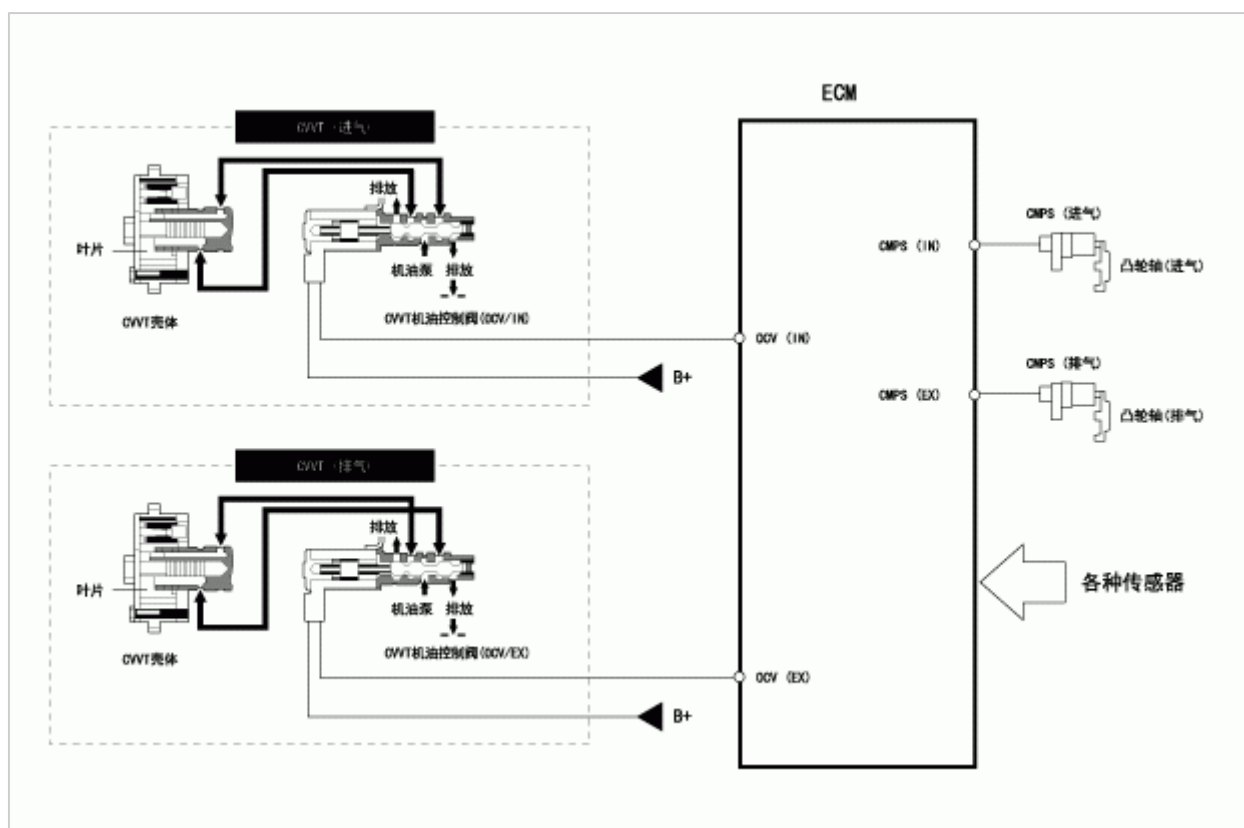 ECM
CVVT (进气)
排放
叶片
机油泵 排放
CVVT壳体
CVVT机油控制阀(OCV/IN)
B+
OCV (IN)
CMPS (IN)
CMPS (进气)
凸轮轴(进气)
CMPS (EX)
CMPS (排气)
凸轮轴(排气)
CVVT (排气)
排放
叶片
机油泵 排放
CVVT壳体
CVVT机油控制阀(OCV/EX)
B+
OCV (EX)
各种传感器